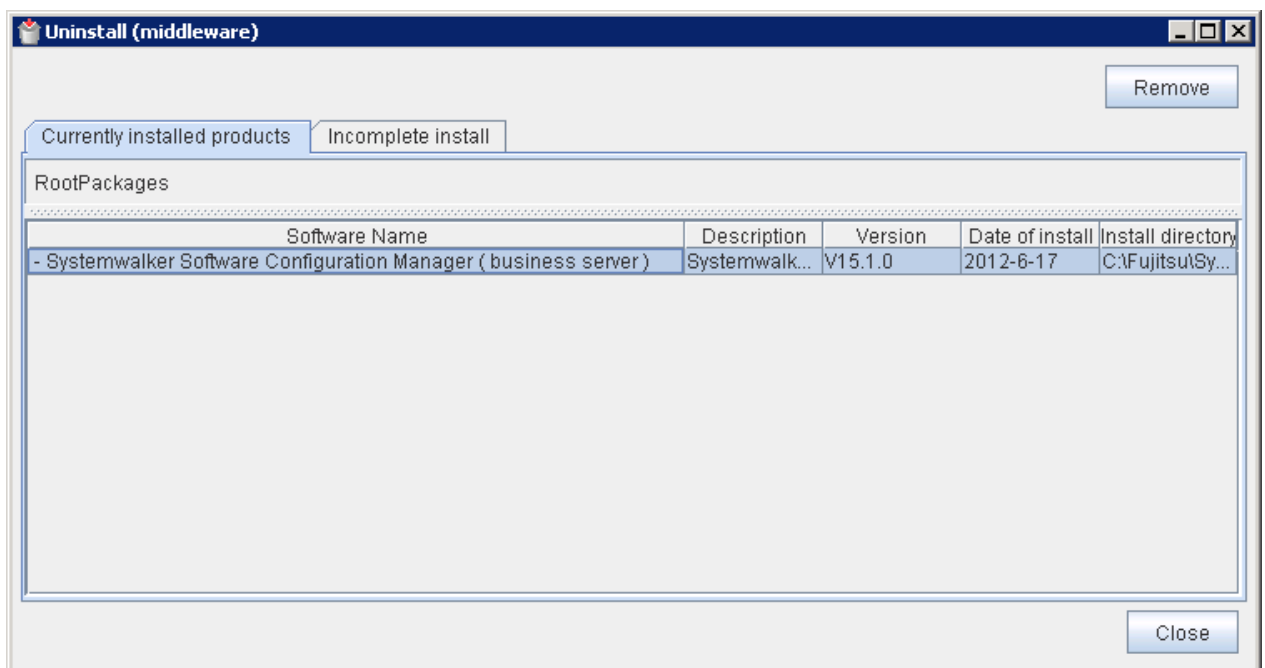 Uninstall (middleware)
Remove
Currently installed products Incomplete install
RootPackages
Software Name Description Version Date of install Install directory
- Systemwalker Software Configuration Manager ( business server ) Systemwalk... V15.1.0 2012-6-17 C:\Fujitsu\Sy...
Close